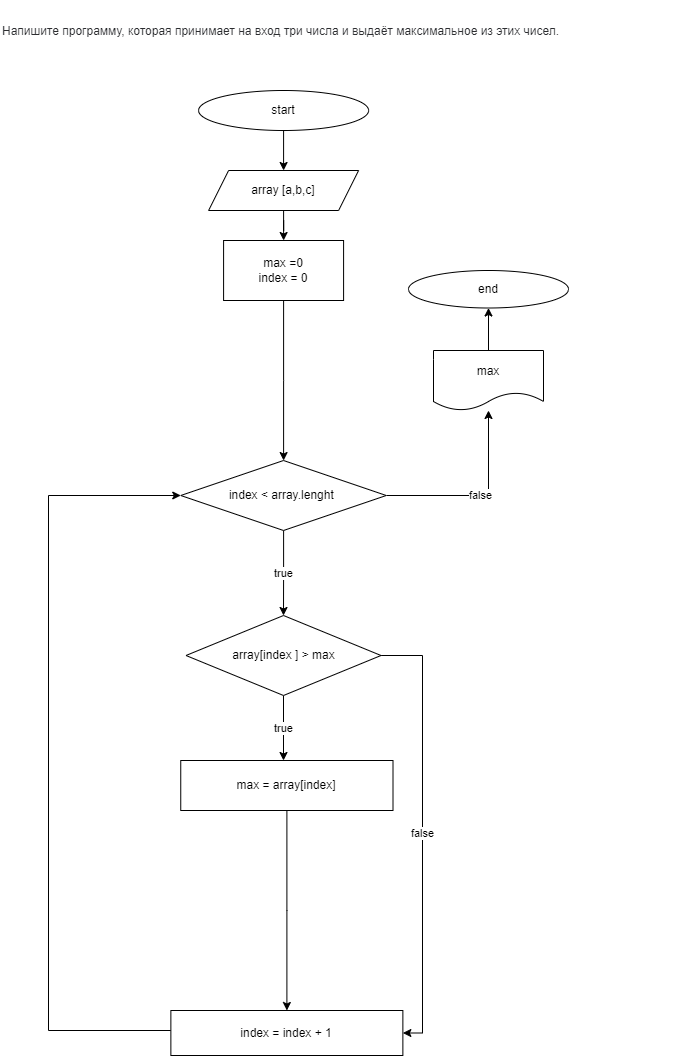 Напишите программу, которая принимает на вход три числа и выдаёт максимальное из этих чисел.
start
array [a,b,c]
max =0
index = 0
end
max
index < array.lenght
false
true
array[index ] > max
true
max = array[index]
false
index = index + 1